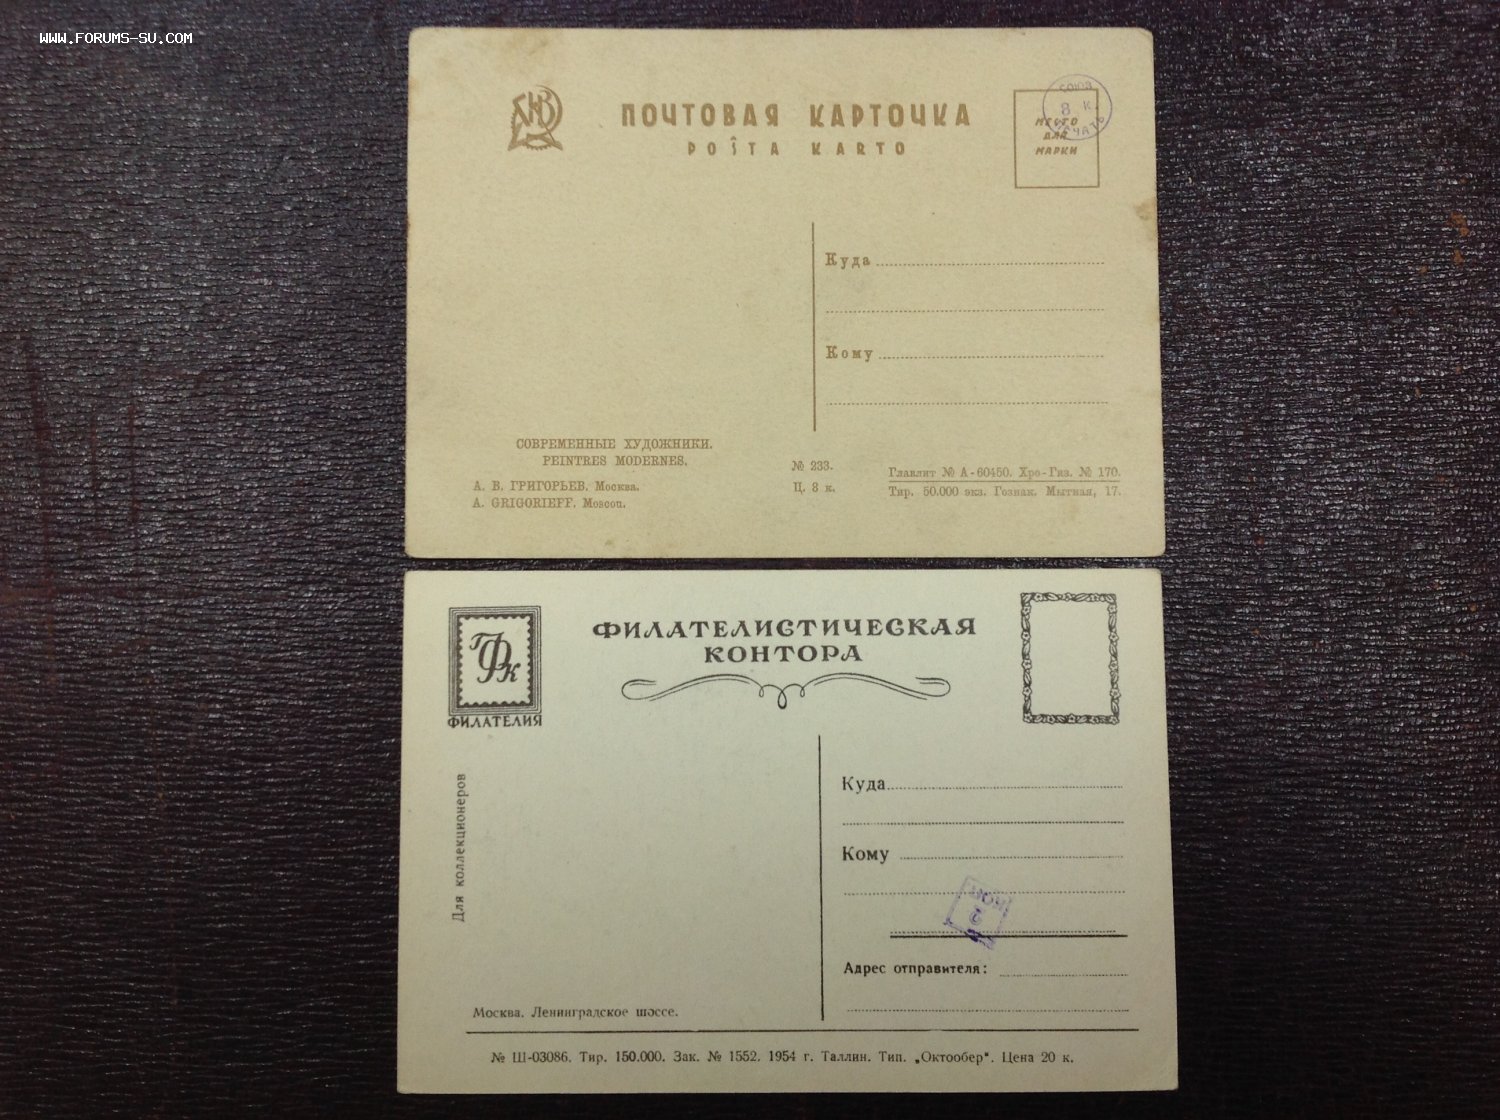 WWW.FORUMS-SU.COM
ПОЧТОВАЯ КАРТОЧКА
POŜTA KARTO
СОЮЗ
8 К.
ПЕЧАТЬ
МЕСТО
ДЛЯ
МАРКИ
Куда
Кому
СОВРЕМЕННЫЕ ХУДОЖНИКИ.
PEINTRES MODERNES.
А. В. ГРИГОРЬЕВ. Москва.
A. GRIGORIEFF. Moscou.
№ 233.
Ц. 8 к.
Главлит № А-60450. Хро-Гиз. № 170.
Тир. 50.000 экз. Гознак. Мытная, 17.
ФК
ФИЛАТЕЛИЯ
ФИЛАТЕЛИСТИЧЕСКАЯ
КОНТОРА
Для коллекционеров
Куда
Кому
Адрес отправителя:
Москва. Ленинградское шоссе.
№ Ш-03086. Тир. 150.000. Зак. № 1552. 1954 г. Таллин. Тип. „Октообер“. Цена 20 к.